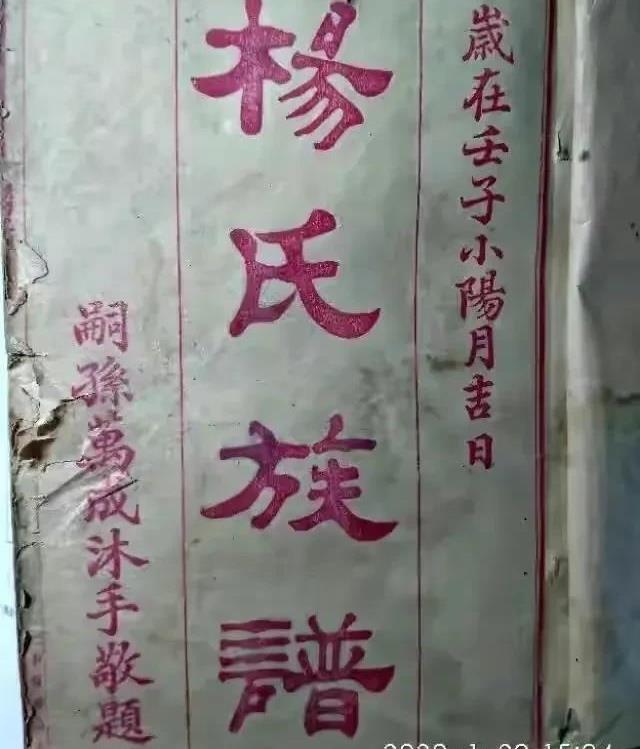 歲在壬子小陽月吉日
楊氏族譜
嗣孫萬成沐手敬題